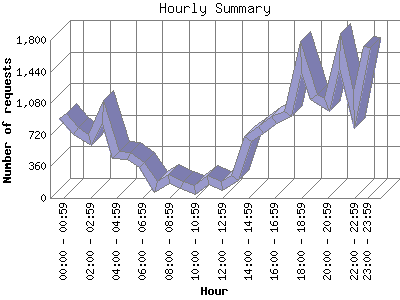 Hourly Summary
Number of requests
1,800
1,440
1,080
720
360
0
00:00 - 00:59
02:00 - 02:59
04:00 - 04:59
06:00 - 06:59
08:00 - 08:59
10:00 - 10:59
12:00 - 12:59
14:00 - 14:59
16:00 - 16:59
18:00 - 18:59
20:00 - 20:59
22:00 - 22:59
23:00 - 23:59
Hour